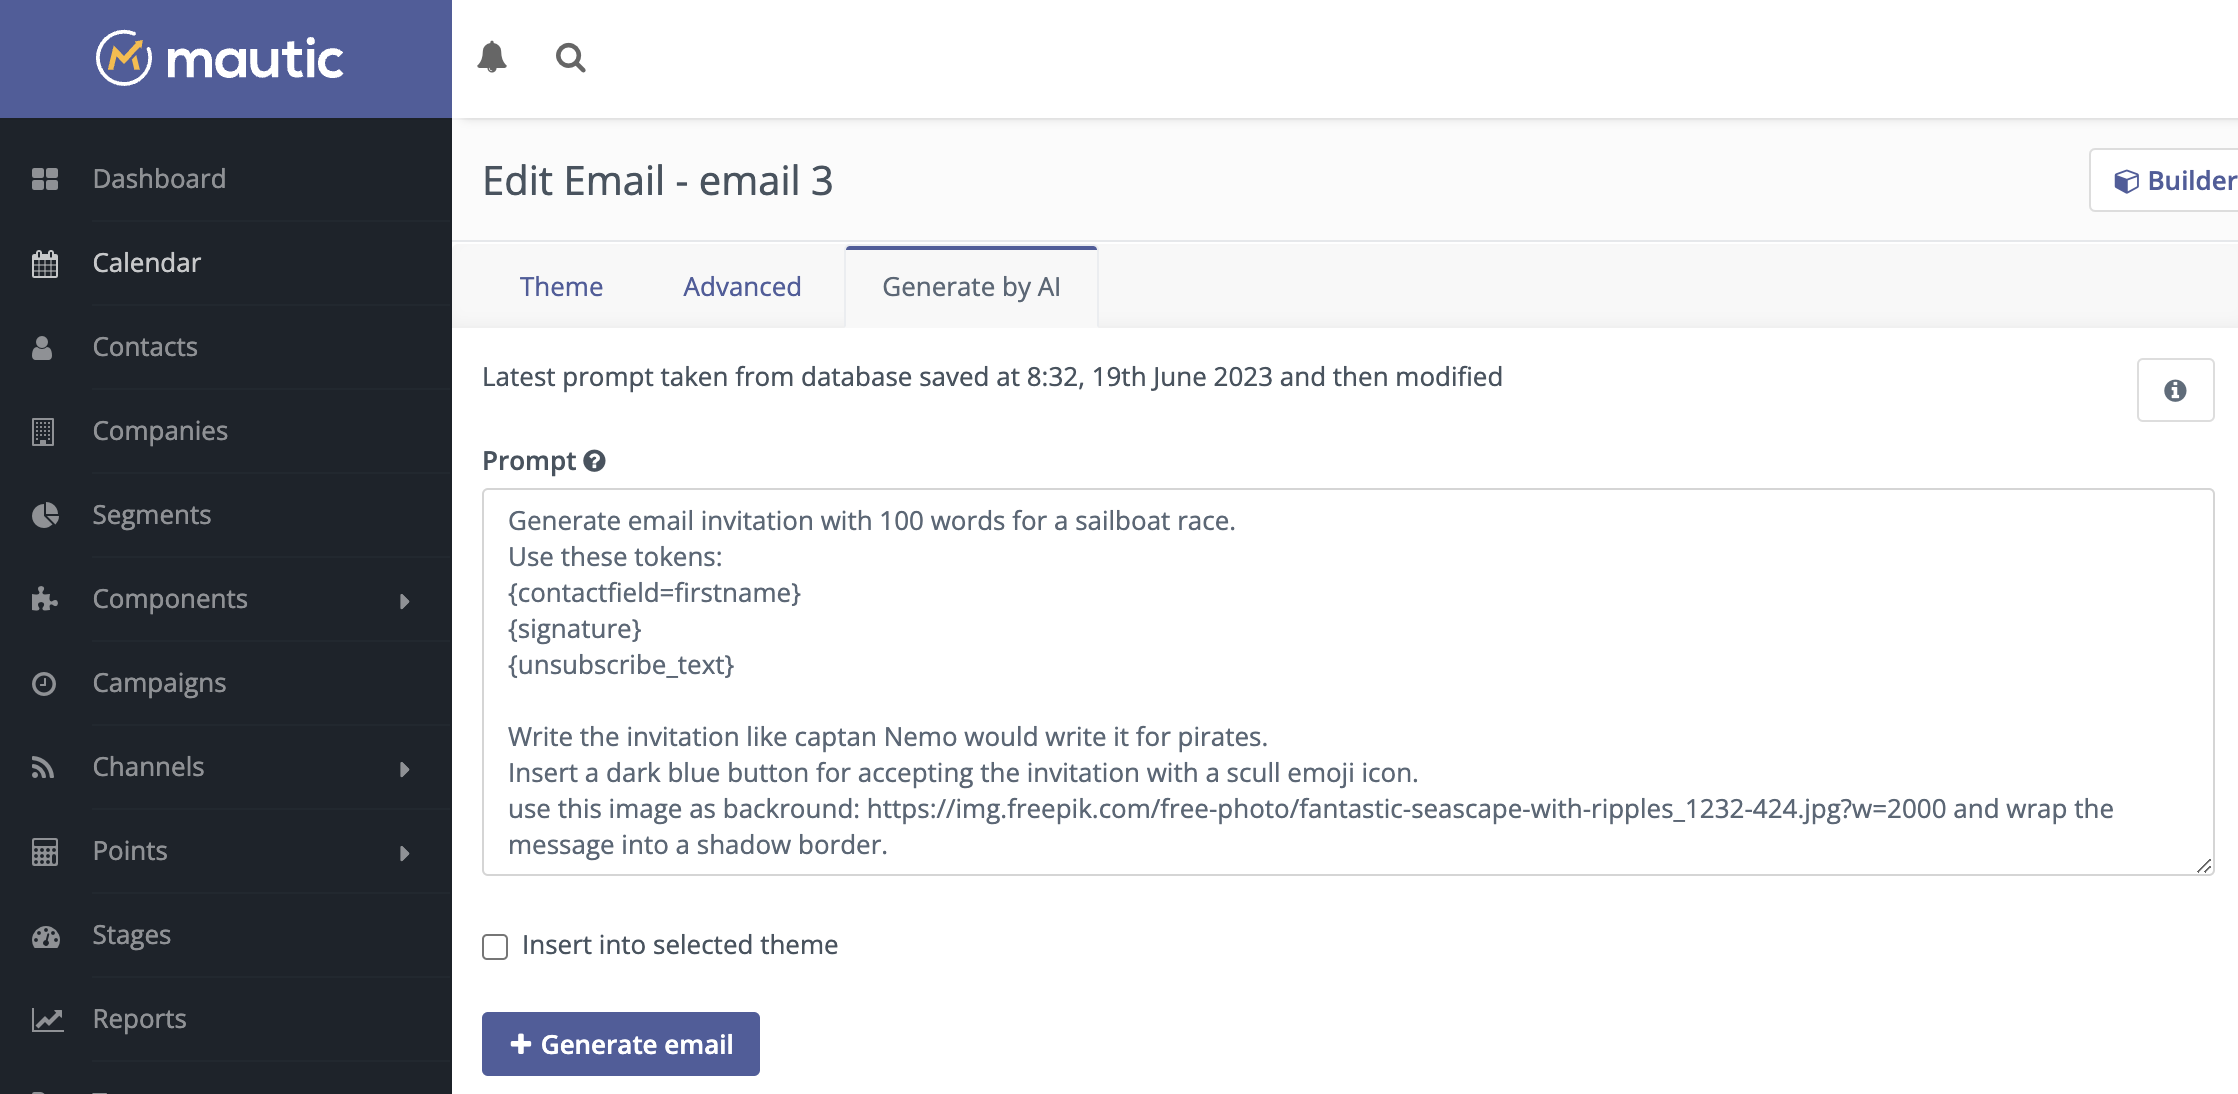 mautic
Dashboard
Calendar
Contacts
Companies
Segments
Components
Campaigns
Channels
Points
Stages
Reports
Edit Email - email 3
Builder
Theme
Advanced
Generate by AI
Latest prompt taken from database saved at 8:32, 19th June 2023 and then modified
Prompt
Generate email invitation with 100 words for a sailboat race.
Use these tokens:
{contactfield=firstname}
{signature}
{unsubscribe_text}
Write the invitation like captan Nemo would write it for pirates.
Insert a dark blue button for accepting the invitation with a scull emoji icon.
use this image as backround: https://img.freepik.com/free-photo/fantastic-seascape-with-ripples_1232-424.jpg?w=2000 and wrap the
message into a shadow border.
Insert into selected theme
+ Generate email